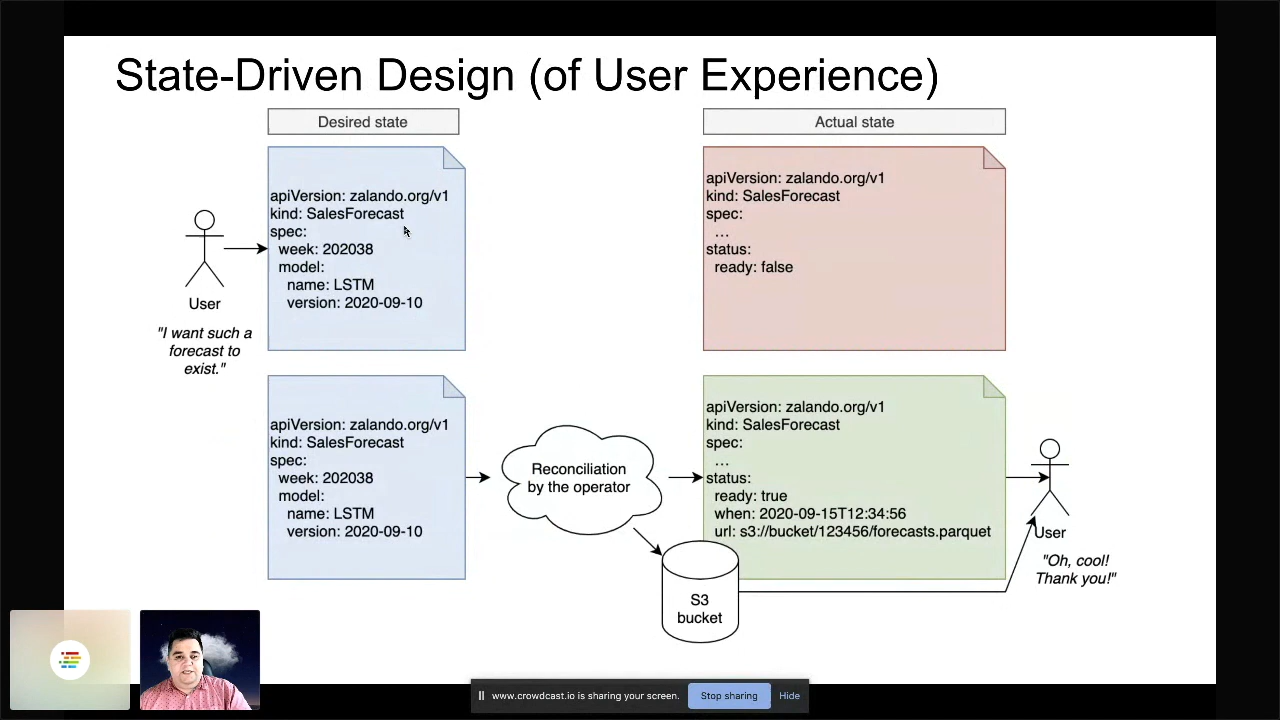 State-Driven Design (of User Experience)
Desired state
Actual state
apiVersion: zalando.org/v1
kind: SalesForecast
spec:
week: 202038
model:
name: LSTM
version: 2020-09-10
User
"I want such a
forecast to
exist."
apiVersion: zalando.org/v1
kind: SalesForecast
spec:
...
status:
ready: false
apiVersion: zalando.org/v1
kind: SalesForecast
spec:
week: 202038
model:
name: LSTM
version: 2020-09-10
Reconciliation
by the operator
apiVersion: zalando.org/v1
kind: SalesForecast
spec:
...
status:
ready: true
when: 2020-09-15T12:34:56
url: s3://bucket/123456/forecasts.parquet
User
"Oh, cool!
Thank you!"
S3
bucket
www.crowdcast.io is sharing your screen.
Stop sharing
Hide